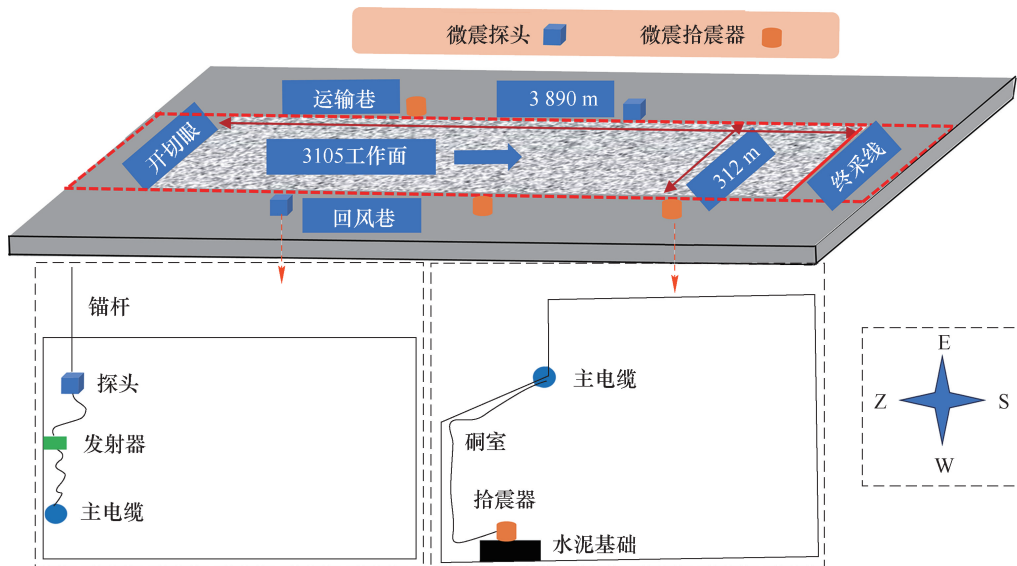 微震探头 微震拾震器
运输巷 3 890 m
开切眼
3105工作面
312 m
终采线
回风巷
锚杆
探头
发射器
主电缆
主电缆
硐室
拾震器
水泥基础
E
Z S
W